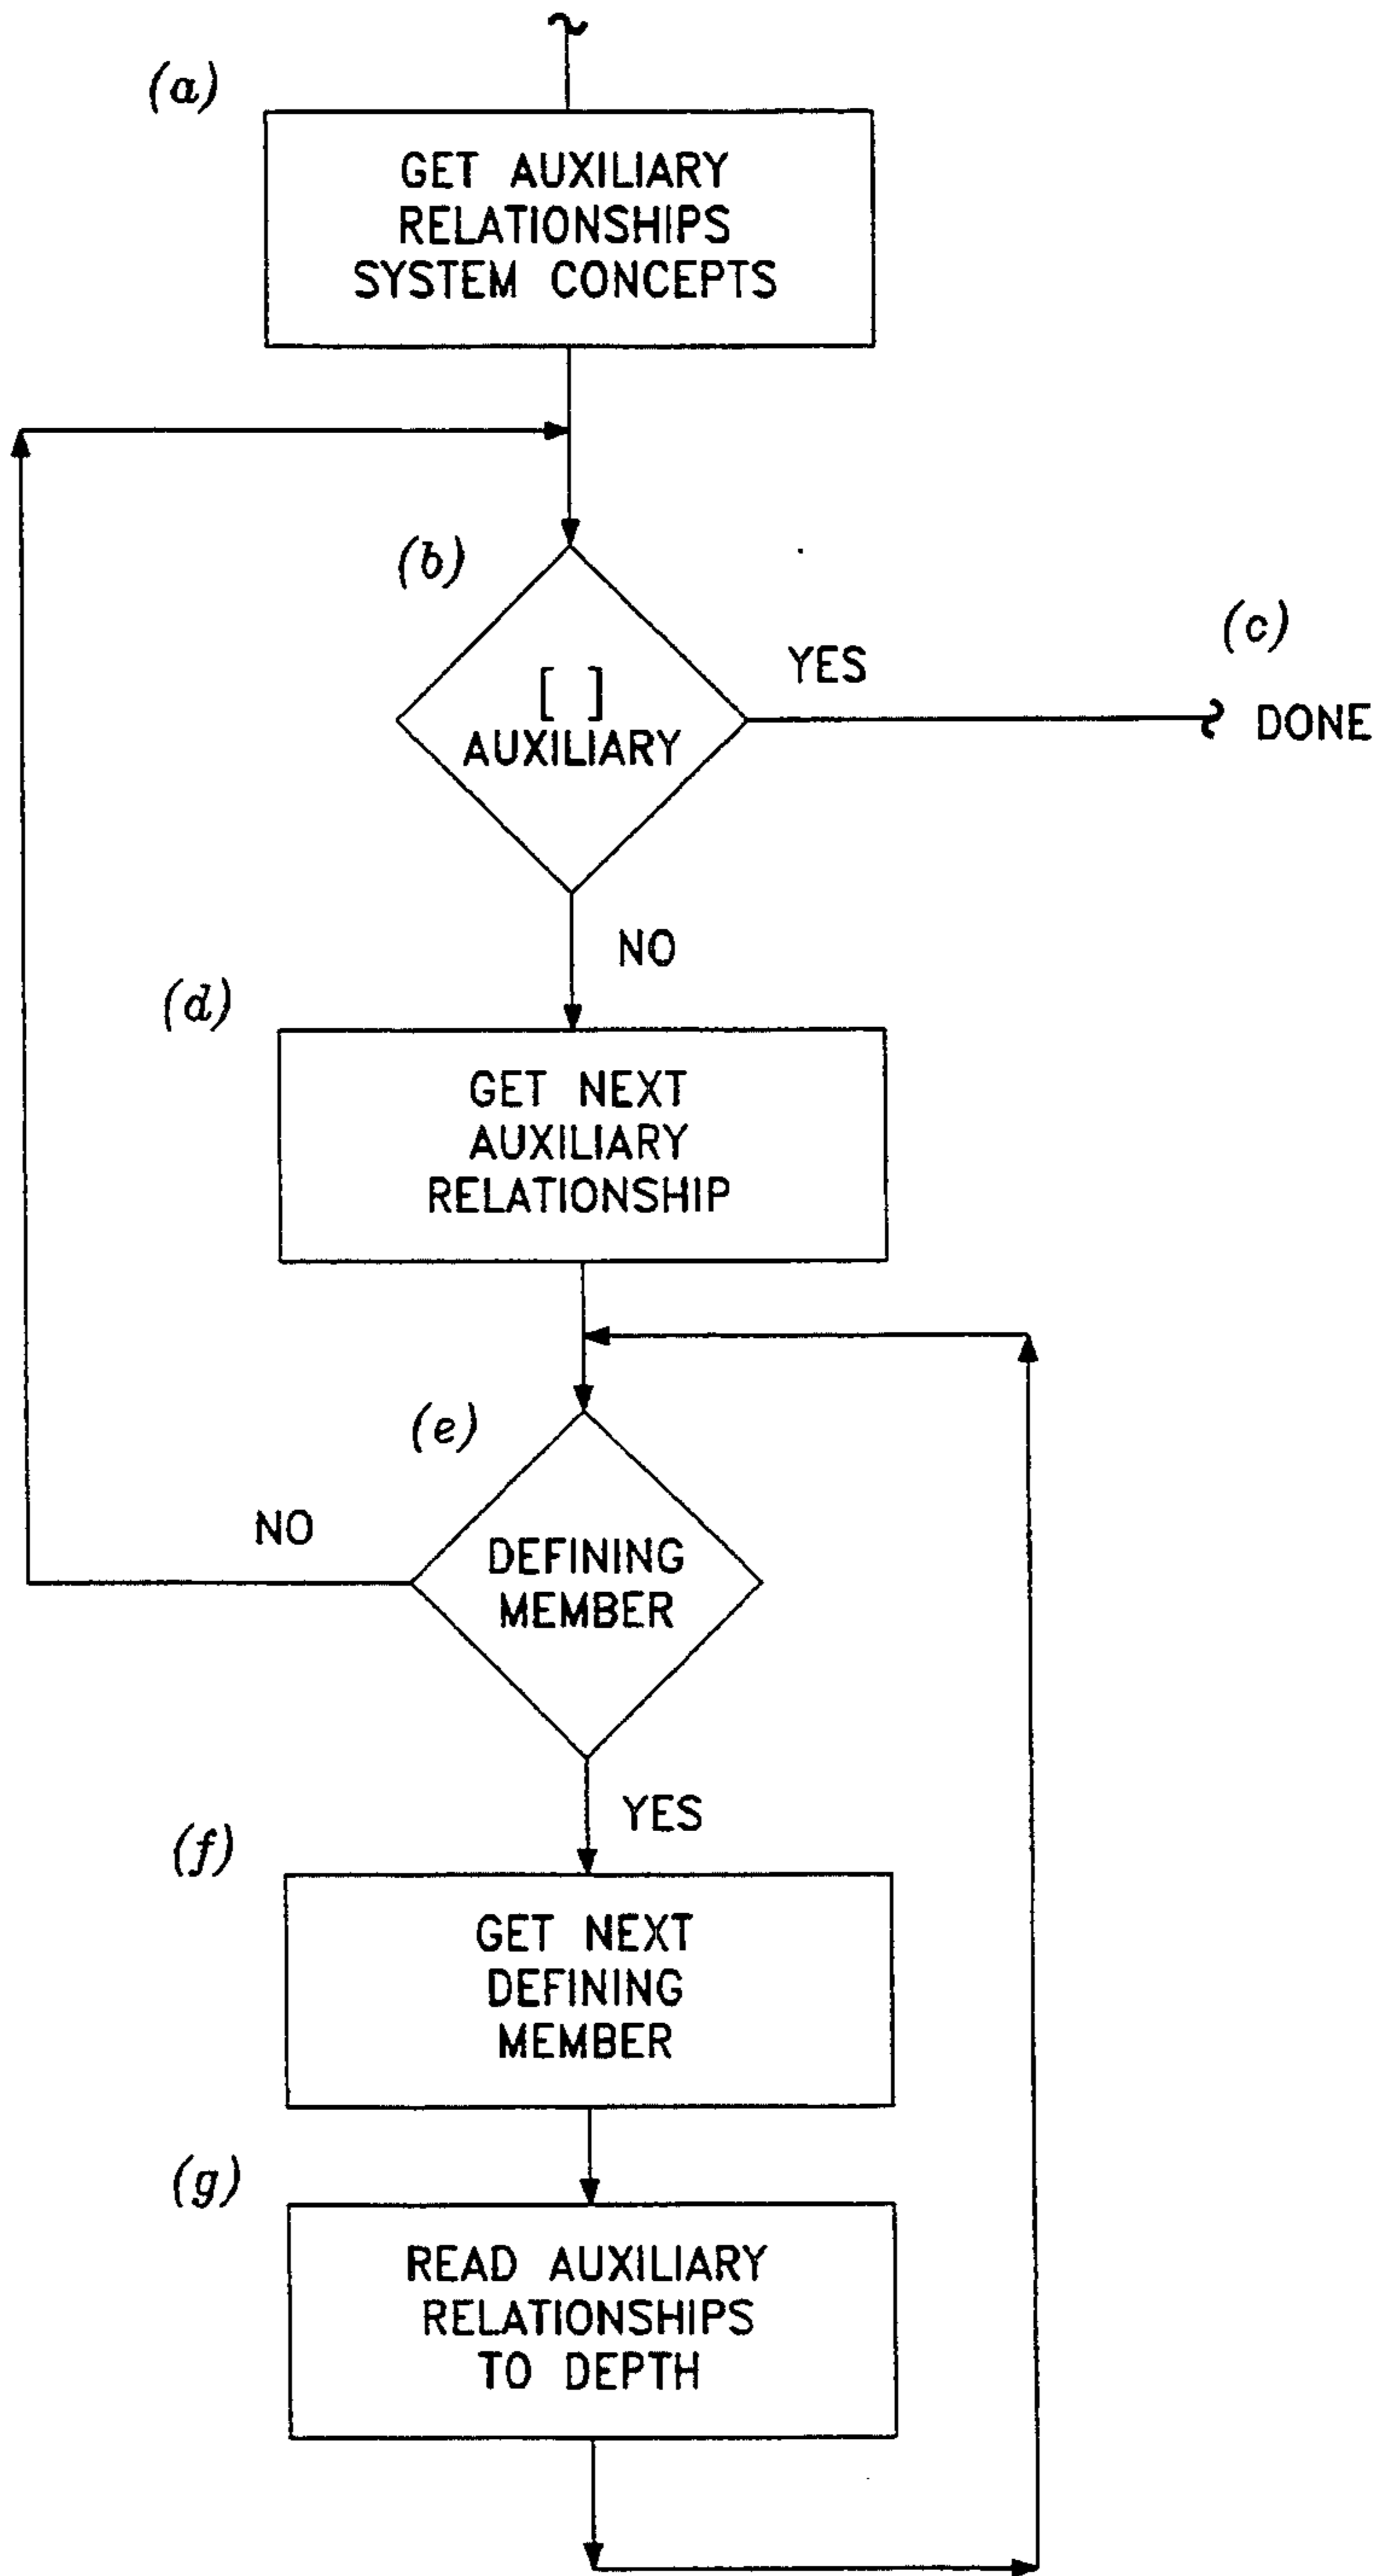 (a)
GET AUXILIARY
RELATIONSHIPS
SYSTEM CONCEPTS
(b)
[ ]
AUXILIARY
YES
(c)
DONE
NO
(d)
GET NEXT
AUXILIARY
RELATIONSHIP
(e)
DEFINING
MEMBER
NO
YES
(f)
GET NEXT
DEFINING
MEMBER
(g)
READ AUXILIARY
RELATIONSHIPS
TO DEPTH